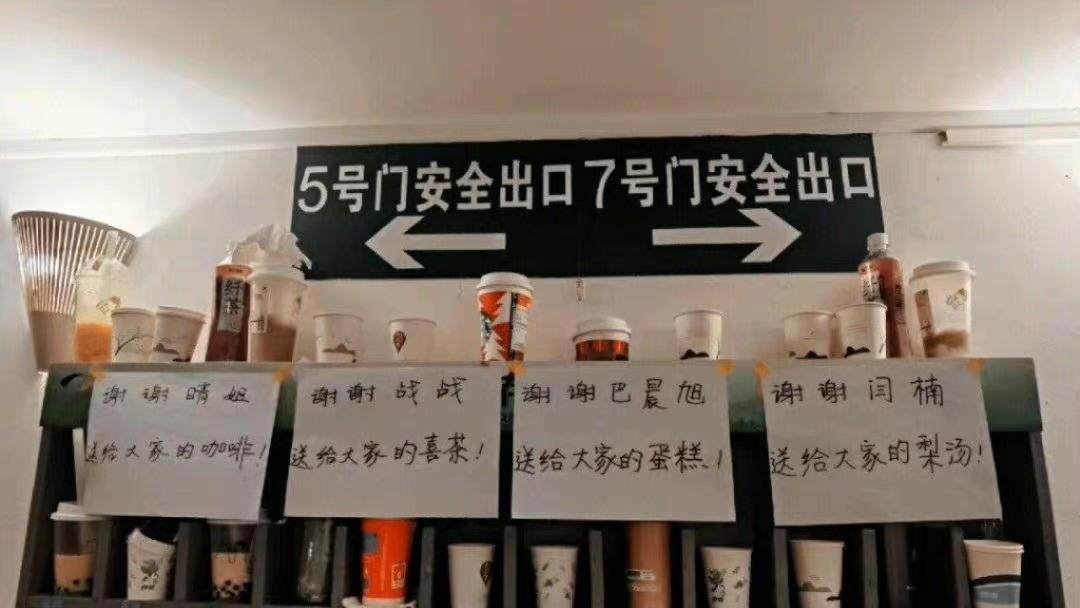 5号门安全出口 7号门安全出口
谢谢晴姐
送给大家的咖啡!
谢谢战战
送给大家的喜茶!
谢谢巴晨旭
送给大家的蛋糕!
谢谢闫楠
送给大家的梨汤!
纤茶